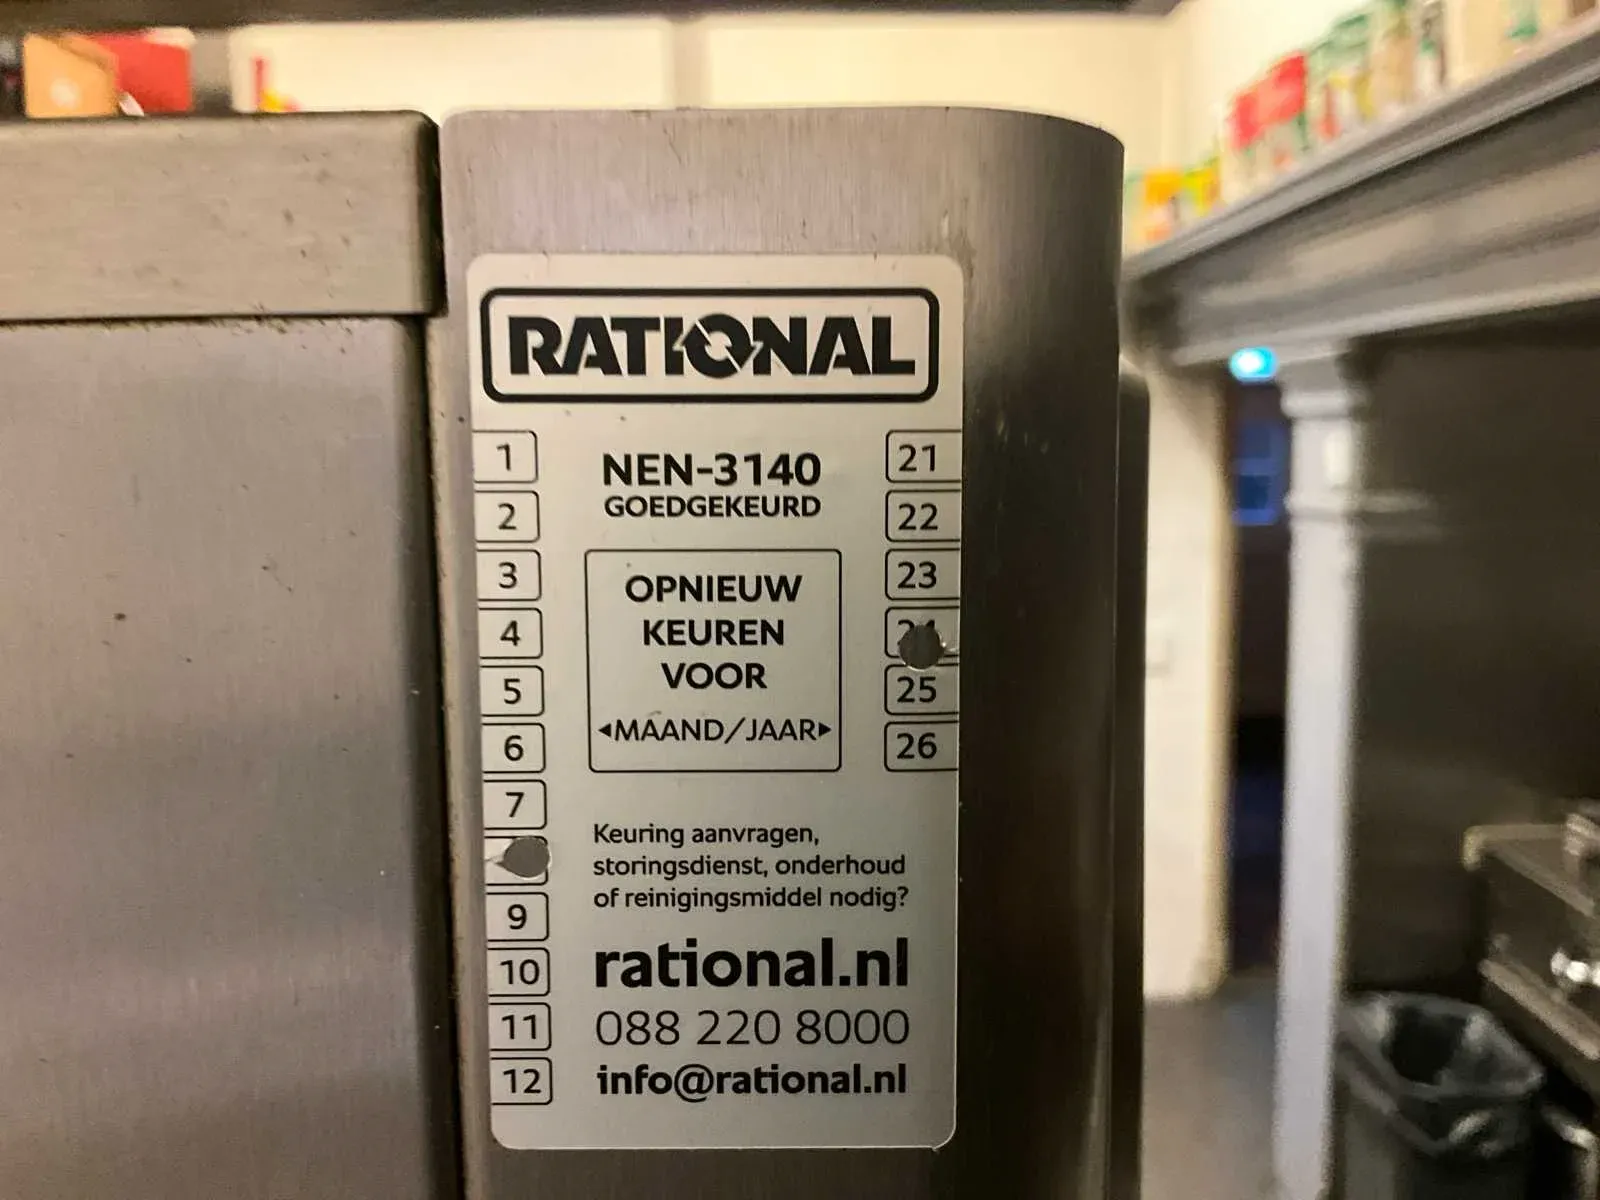 RATIONAL
NEN-3140
GOEDGEKEURD
OPNIEUW
KEUREN
VOOR
◄MAAND/JAAR►
1
2
3
4
5
6
7
9
10
11
12
21
22
23
24
25
26
Keuring aanvragen,
storingsdienst, onderhoud
of reinigingsmiddel nodig?
rational.nl
088 220 8000
info@rational.nl